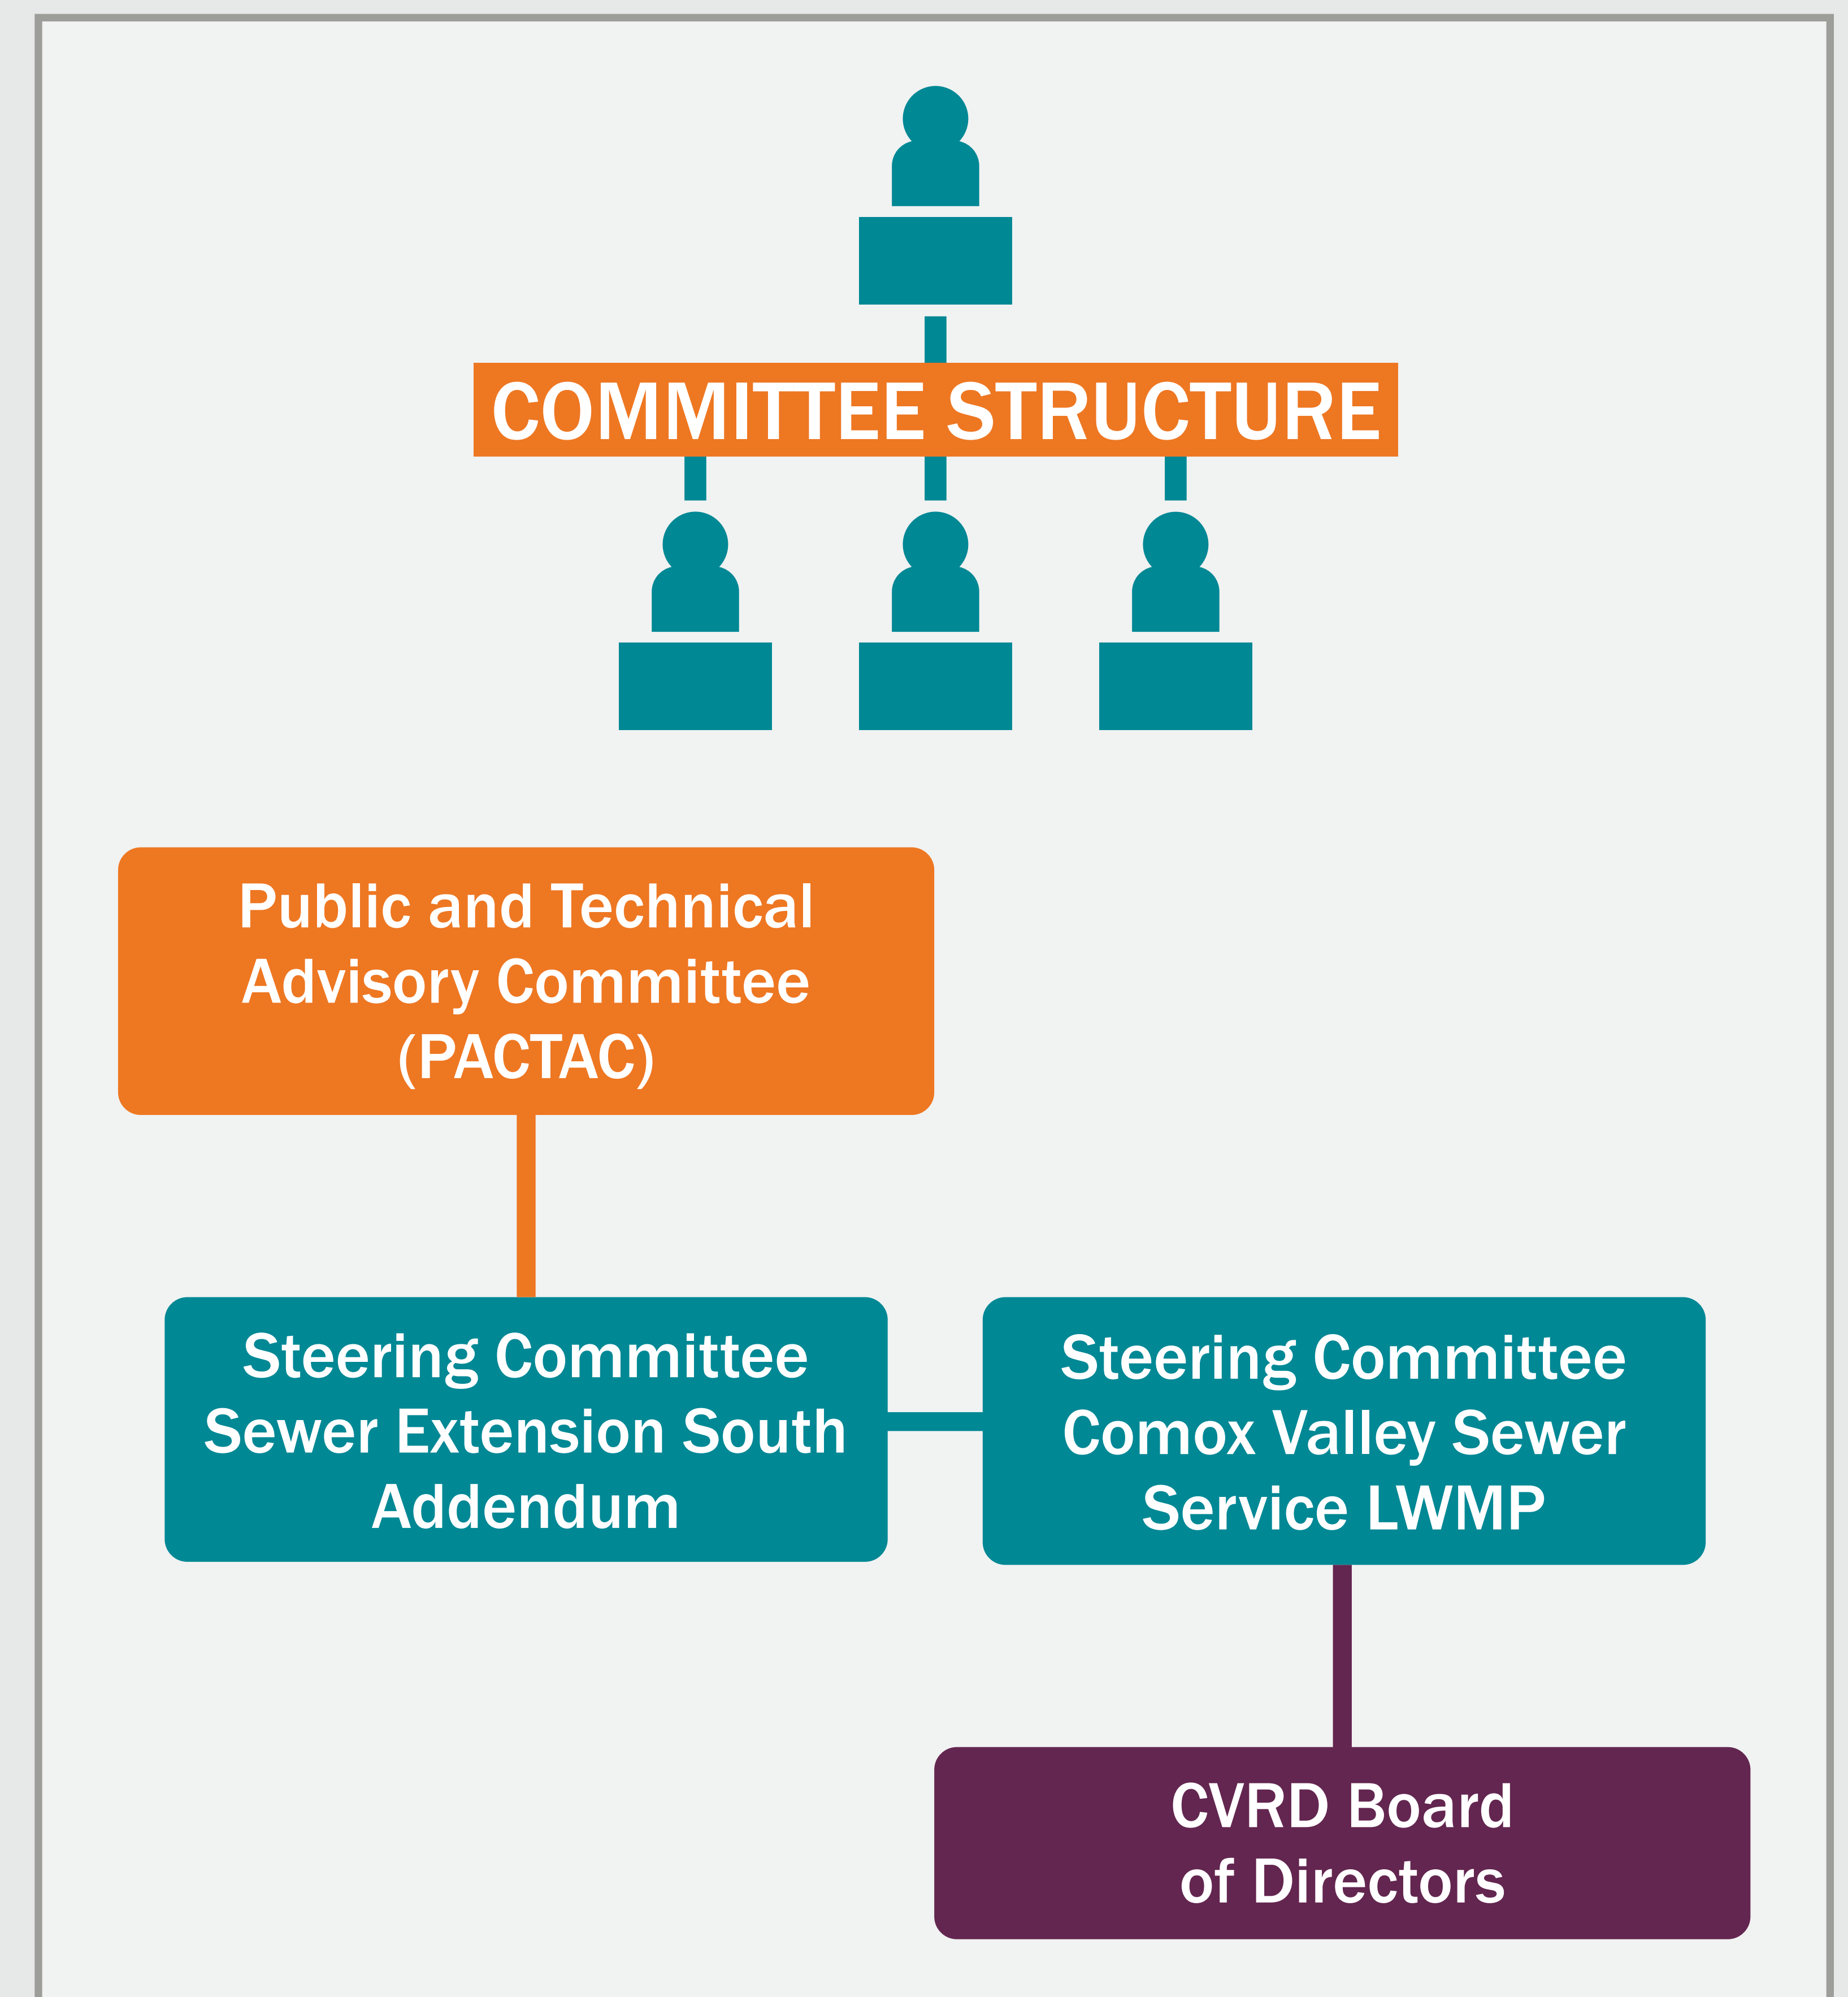 COMMITTEE STRUCTURE
Public and Technical
Advisory Committee
(PACTAC)
Steering Committee
Sewer Extension South
Addendum
Steering Committee
Comox Valley Sewer
Service LWMP
CVRD Board
of Directors